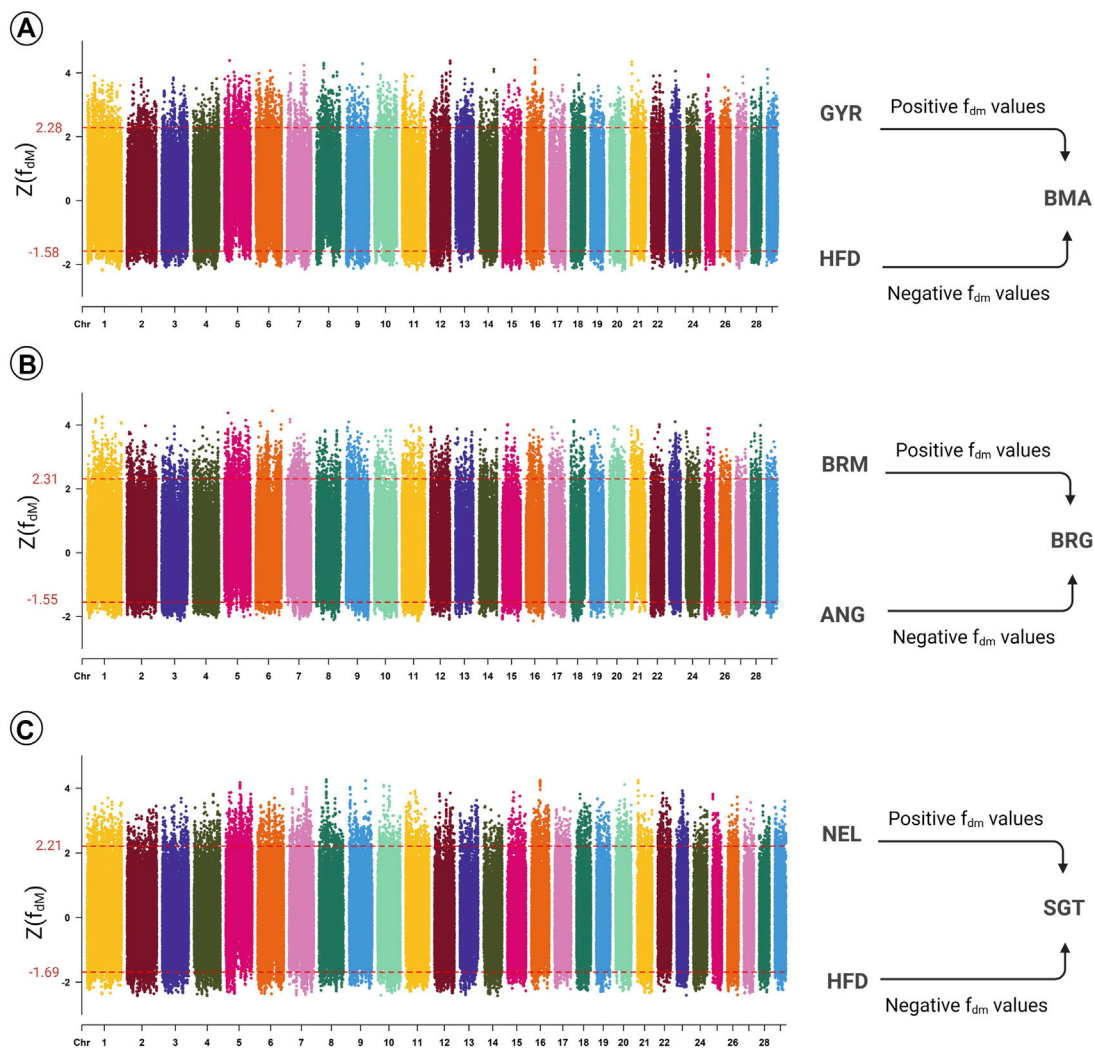 A
4
2.28
2
0
-1.58
-2
Z(fdM)
Chr 1 2 3 4 5 6 7 8 9 10 11 12 13 14 15 16 17 18 19 20 21 22 24 26 28
GYR
Positive fdm values
BMA
HFD
Negative fdm values
B
4
2.31
2
0
-1.55
-2
Z(fdM)
Chr 1 2 3 4 5 6 7 8 9 10 11 12 13 14 15 16 17 18 19 20 21 22 24 26 28
BRM
Positive fdm values
BRG
ANG
Negative fdm values
C
4
2.21
2
0
-1.69
-2
Z(fdM)
Chr 1 2 3 4 5 6 7 8 9 10 11 12 13 14 15 16 17 18 19 20 21 22 24 26 28
NEL
Positive fdm values
SGT
HFD
Negative fdm values